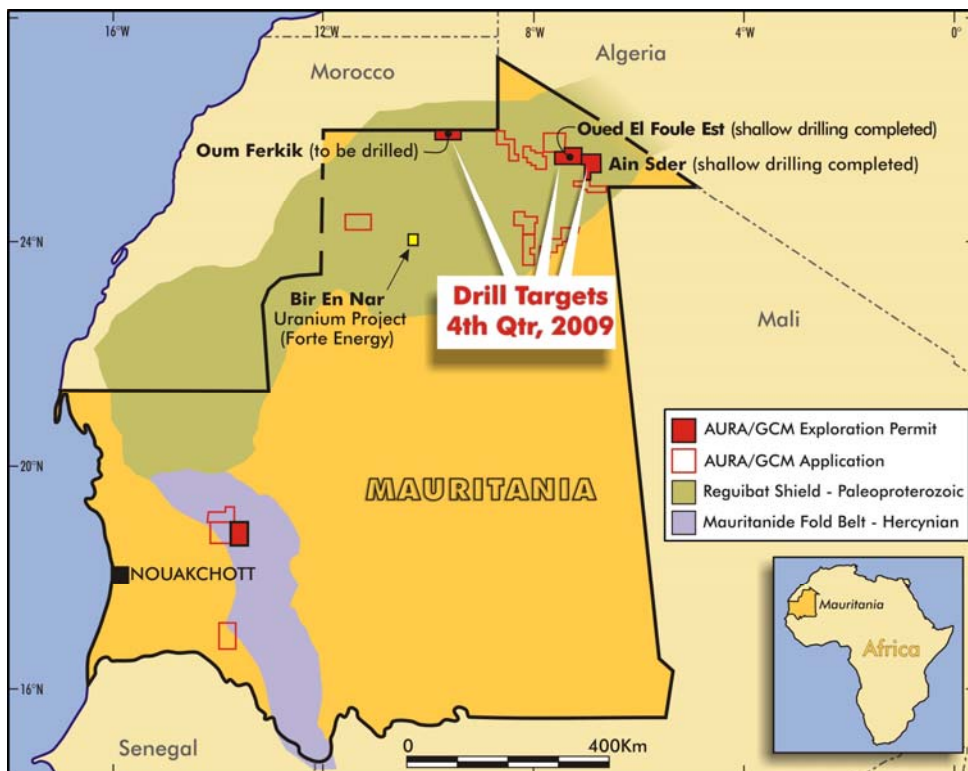 16°W
12°W
8°W
4°W
0°
Morocco
Algeria
Oued El Foule Est (shallow drilling completed)
Oum Ferkik (to be drilled)
Ain Sder (shallow drilling completed)
24°N
Bir En Nar
Uranium Project
(Forte Energy)
Drill Targets
4th Qtr, 2009
Mali
AURA/GCM Exploration Permit
AURA/GCM Application
Reguibat Shield - Paleoproterozoic
Mauritanide Fold Belt - Hercynian
20°N
MAURITANIA
NOUAKCHOTT
Mauritania
Africa
16°N
Senegal
0
400Km